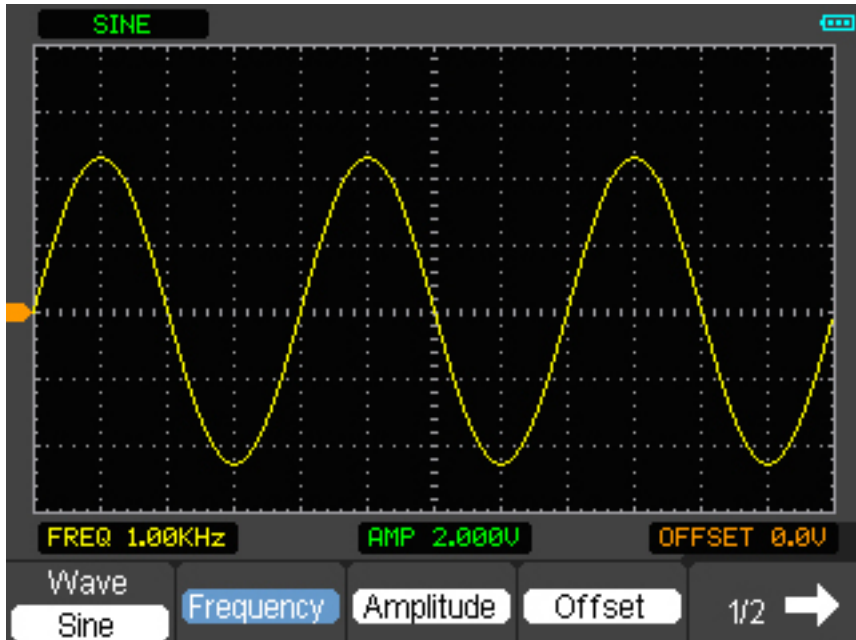 SINE
FREQ 1.00KHz
AMP 2.000V
OFFSET 0.0V
Wave
Sine
Frequency
Amplitude
Offset
1/2